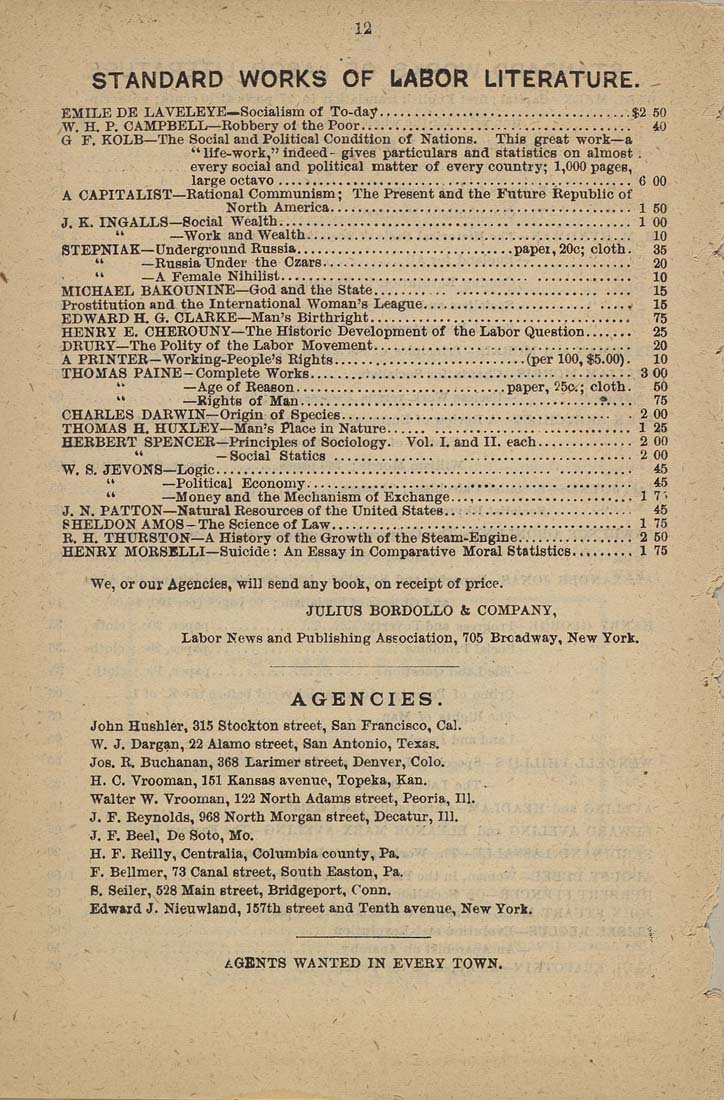 12
STANDARD WORKS OF LABOR LITERATURE.
EMILE DE LAVELEYE—Socialism of To-day.......... $2 50
W. H. P. CAMPBELL—Robbery of the Poor.......... 40
G F. KOLB—The Social and Political Condition of Nations. This great work—a
“life-work,” indeed- gives particulars and statistics on almost
every social and political matter of every country; 1,000 pages,
large octavo .......... 6 00
A CAPITALIST—Rational Communism; The Present and the Future Republic of
North America.......... 1 50
J. K. INGALLS—Social Wealth.......... 1 00
“ —Work and Wealth.......... 10
STEPNIAK—Underground Russia.......... paper, 20c; cloth. 35
“ —Russia Under the Czars.......... 20
“ —A Female Nihilist.......... 10
MICHAEL BAKOUNINE—God and the State.......... 15
Prostitution and the International Woman's League.......... 15
EDWARD H. G. CLARKE—Man's Birthright.......... 75
HENRY E. CHEROUNY—The Historic Development of the Labor Question....... 25
DRURY—The Polity of the Labor Movement.......... 20
A PRINTER—Working-People's Rights.......... (per 100, $5.00). 10
THOMAS PAINE—Complete Works.......... 3 00
“ —Age of Reason.......... paper, 25c.; cloth. 50
“ —Rights of Man.......... 75
CHARLES DARWIN—Origin of Species.......... 2 00
THOMAS H. HUXLEY—Man's Place in Nature.......... 1 25
HERBERT SPENCER—Principles of Sociology. Vol. I. and II. each.......... 2 00
“ —Social Statics .......... 2 00
W. S. JEVONS—Logic.......... 45
“ —Political Economy.......... 45
“ —Money and the Mechanism of Exchange.......... 1 7
J. N. PATTON—Natural Resources of the United States.......... 45
SHELDON AMOS—The Science of Law.......... 1 75
R. H. THURSTON—A History of the Growth of the Steam-Engine.......... 2 50
HENRY MORSELLI—Suicide: An Essay in Comparative Moral Statistics......... 1 75
We, or our Agencies, will send any book, on receipt of price.
JULIUS BORDOLLO & COMPANY,
Labor News and Publishing Association, 705 Broadway, New York.
AGENCIES.
John Hushler, 315 Stockton street, San Francisco, Cal.
W. J. Dargan, 22 Alamo street, San Antonio, Texas.
Jos. R. Buchanan, 368 Larimer street, Denver, Colo.
H. C. Vrooman, 151 Kansas avenue, Topeka, Kan.
Walter W. Vrooman, 122 North Adams street, Peoria, Ill.
J. F. Reynolds, 968 North Morgan street, Decatur, Ill.
J. F. Beel, De Soto, Mo.
H. F. Reilly, Centralia, Columbia county, Pa.
F. Bellmer, 73 Canal street, South Easton, Pa.
S. Seiler, 528 Main street, Bridgeport, Conn.
Edward J. Nieuwland, 157th street and Tenth avenue, New York.
AGENTS WANTED IN EVERY TOWN.